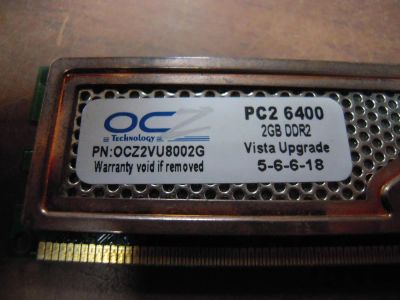 OCZ
Technology
PN:OCZ2VU8002G
Warranty void if removed
PC2 6400
2GB DDR2
Vista Upgrade
5-6-6-18